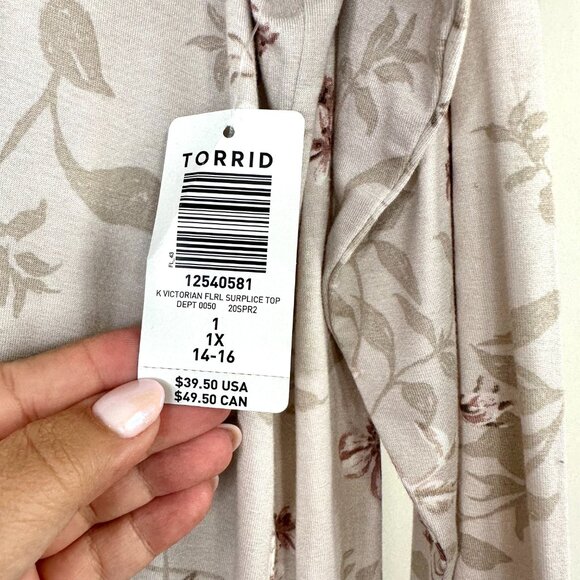 TORRID
FL_43
12540581
K VICTORIAN FLRL SURPLICE TOP
DEPT 0050 20SPR2
1
1X
14-16
$39.50 USA
$49.50 CAN